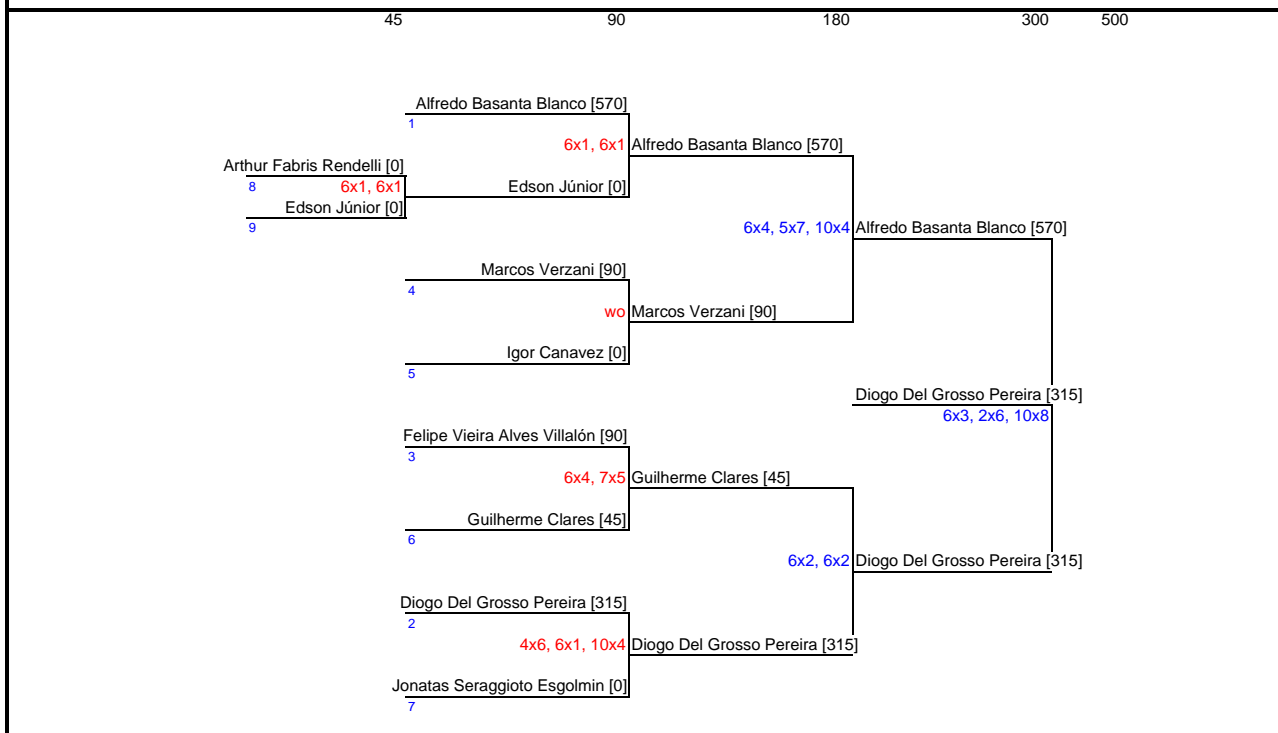 45 90 180 300 500
Alfredo Basanta Blanco [570]
1
6x1, 6x1 Alfredo Basanta Blanco [570]
Arthur Fabris Rendelli [0]
8 6x1, 6x1 Edson Júnior [0]
Edson Júnior [0]
9
6x4, 5x7, 10x4 Alfredo Basanta Blanco [570]
Marcos Verzani [90]
4
wo Marcos Verzani [90]
Igor Canavez [0]
5
Diogo Del Grosso Pereira [315]
6x3, 2x6, 10x8
Felipe Vieira Alves Villalón [90]
3
6x4, 7x5 Guilherme Clares [45]
Guilherme Clares [45]
6
6x2, 6x2 Diogo Del Grosso Pereira [315]
Diogo Del Grosso Pereira [315]
2
4x6, 6x1, 10x4 Diogo Del Grosso Pereira [315]
Jonatas Seraggioto Esgolmin [0]
7